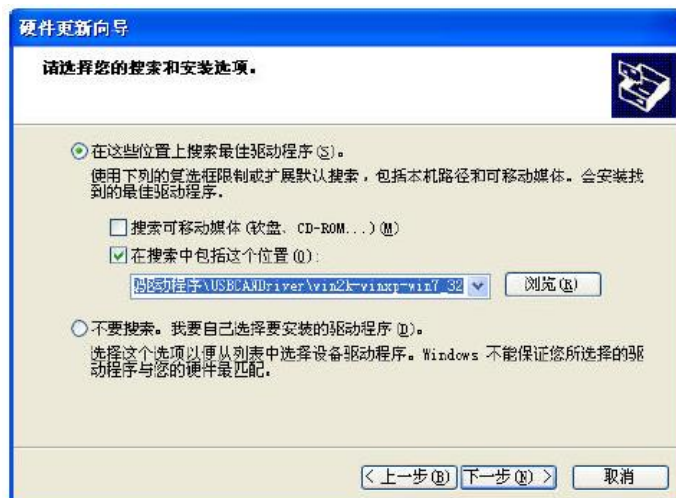 硬件更新向导
请选择您的搜索和安装选项。
在这些位置上搜索最佳驱动程序(S)。
使用下列的复选框限制或扩展默认搜索，包括本机路径和可移动媒体。会安装找
到的最佳驱动程序。
搜索可移动媒体(软盘、CD-ROM...)(M)
在搜索中包括这个位置(O):
驱动程序\USBCANDriver\win2k-winxp-win7_32
浏览(R)
不要搜索。我要自己选择要安装的驱动程序(D)。
选择这个选项以便从列表中选择设备驱动程序。Windows 不能保证您所选择的驱
动程序与您的硬件最匹配。
< 上一步(B) 下一步(N) > 取消